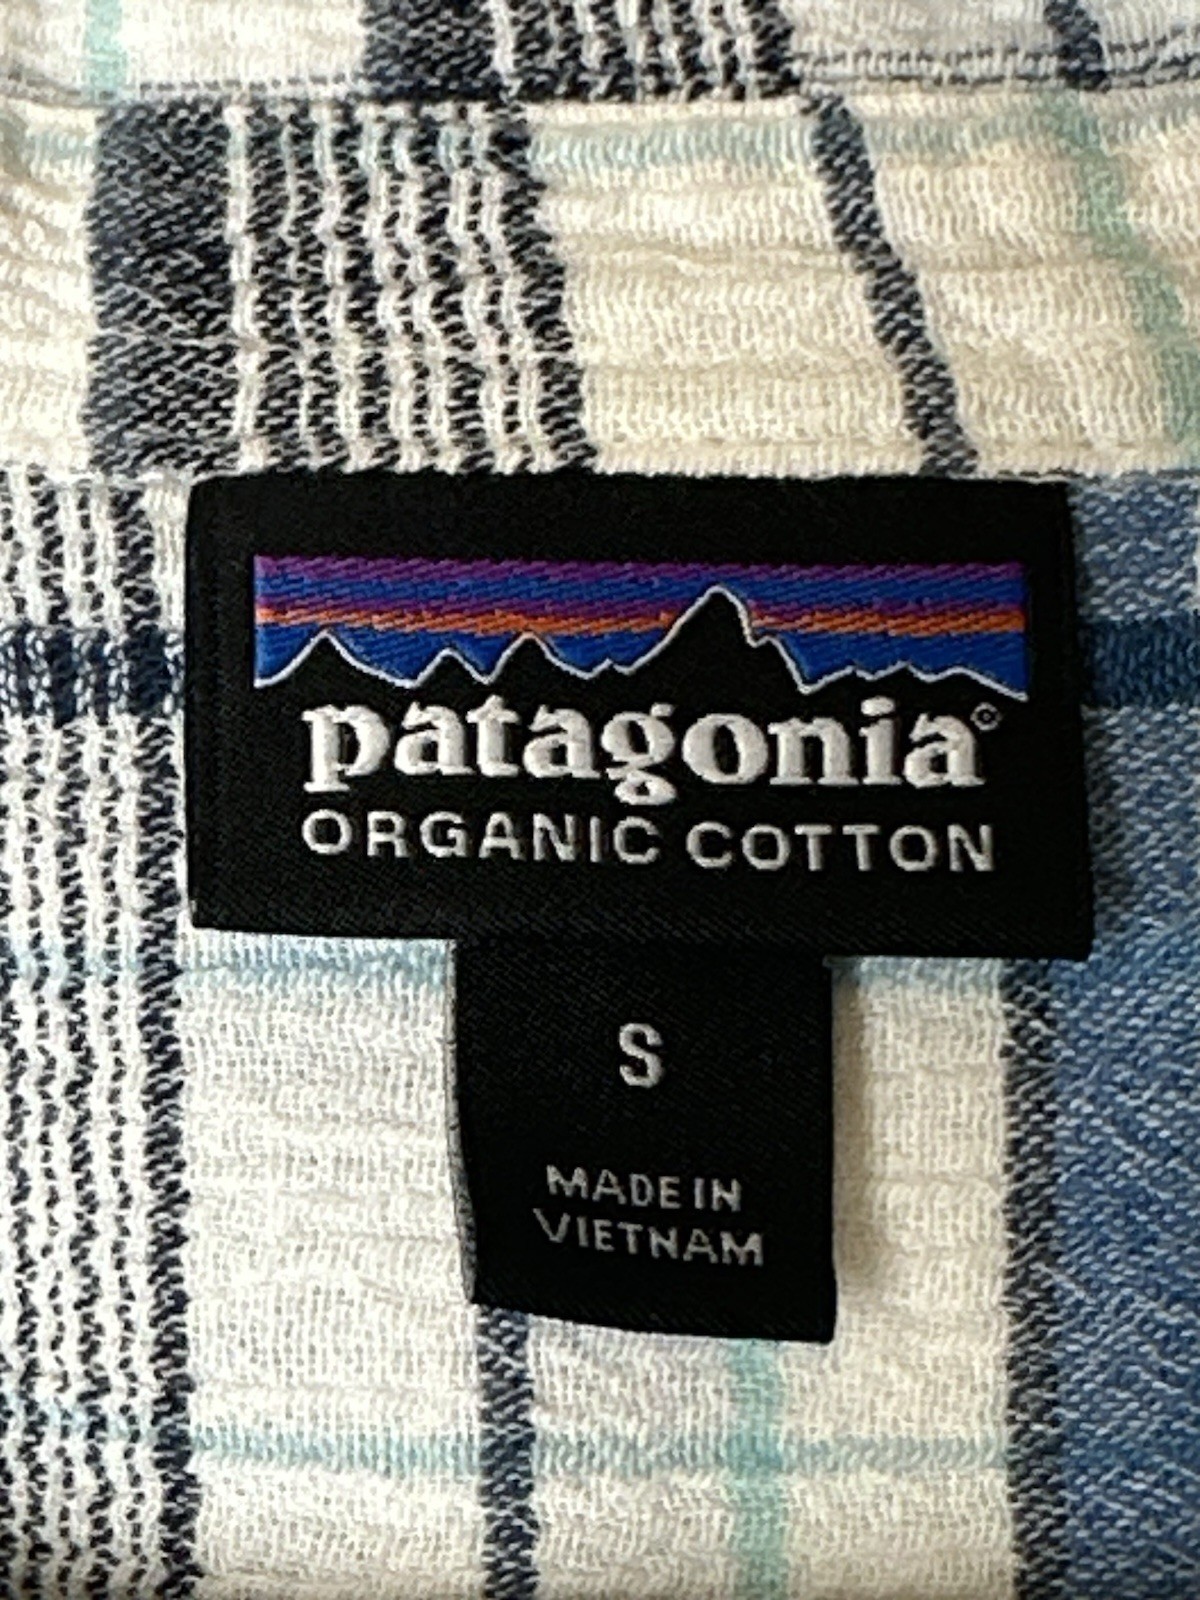 patagonia®
ORGANIC COTTON
S
MADE IN
VIETNAM